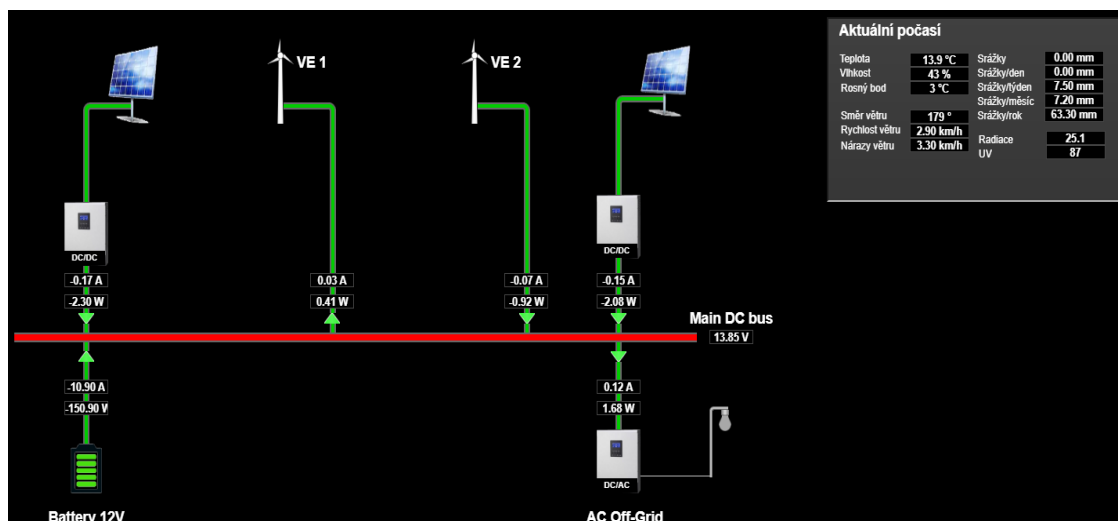 Aktuální počasí
Teplota 13.9 °C Srážky 0.00 mm
Vlhkost 43 % Srážky/den 0.00 mm
Rosný bod 3 °C Srážky/týden 7.50 mm
Srážky/měsíc 7.20 mm
Směr větru 179 ° Srážky/rok 63.30 mm
Rychlost větru 2.90 km/h
Nárazy větru 3.30 km/h
Radiace 25.1
UV 87
VE 1
VE 2
DC/DC
DC/DC
-0.17 A 0.03 A -0.07 A -0.15 A
-2.30 W 0.41 W -0.92 W -2.08 W
Main DC bus
13.85 V
-10.90 A 0.12 A
-150.90 W 1.68 W
DC/AC
Battery 12V AC Off-Grid